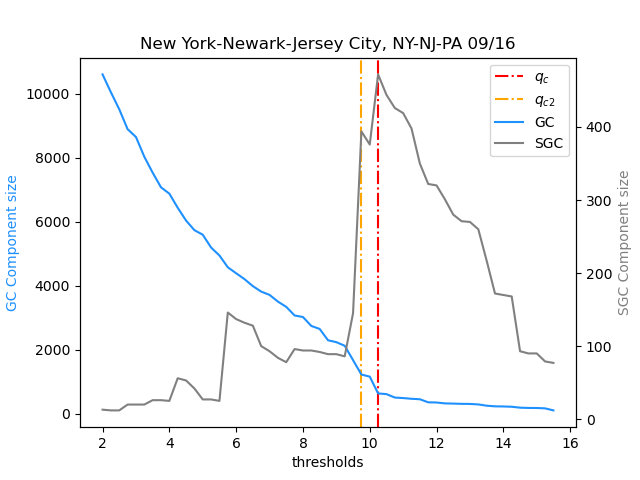 New York-Newark-Jersey City, NY-NJ-PA 09/16
q_c
q_c2
GC
SGC
GC Component size
10000
8000
6000
4000
2000
0
400
300
200
100
0
SGC Component size
2 4 6 8 10 12 14 16
thresholds